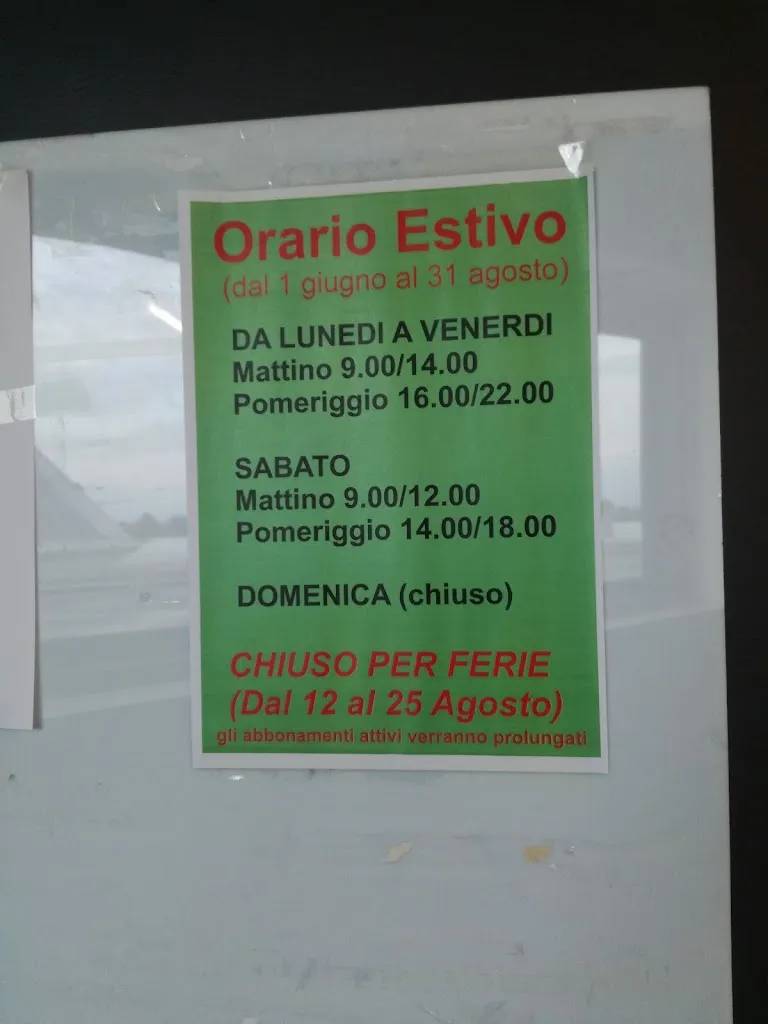 Orario Estivo
(dal 1 giugno al 31 agosto)
DA LUNEDI A VENERDI
Mattino 9.00/14.00
Pomeriggio 16.00/22.00
SABATO
Mattino 9.00/12.00
Pomeriggio 14.00/18.00
DOMENICA (chiuso)
CHIUSO PER FERIE
(Dal 12 al 25 Agosto)
gli abbonamenti attivi verranno prolungati